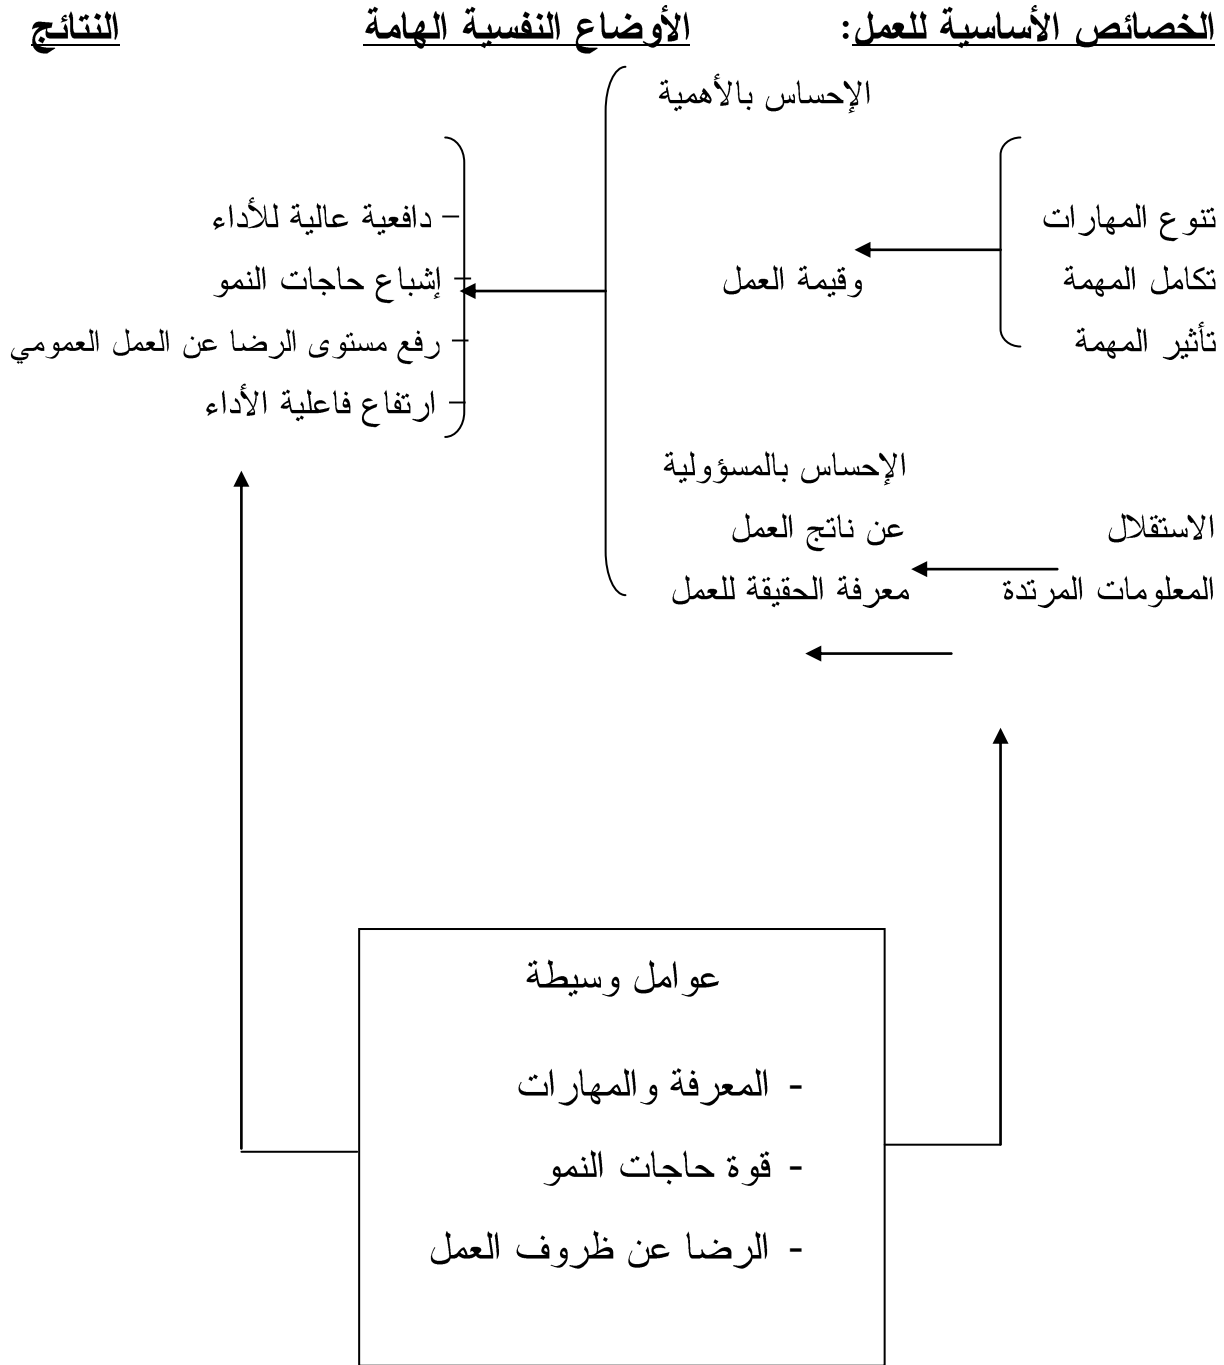 الخصائص الأساسية للعمل: الأوضاع النفسية الهامة النتائج
الإحساس بالأهمية
تنوع المهارات
تكامل المهمة
تأثير المهمة
وقيمة العمل
– دافعية عالية للأداء
– إشباع حاجات النمو
– رفع مستوى الرضا عن العمل العمومي
– ارتفاع فاعلية الأداء
الإحساس بالمسؤولية
الاستقلال
عن ناتج العمل
المعلومات المرتدة
معرفة الحقيقة للعمل
عوامل وسيطة
- المعرفة والمهارات
- قوة حاجات النمو
- الرضا عن ظروف العمل